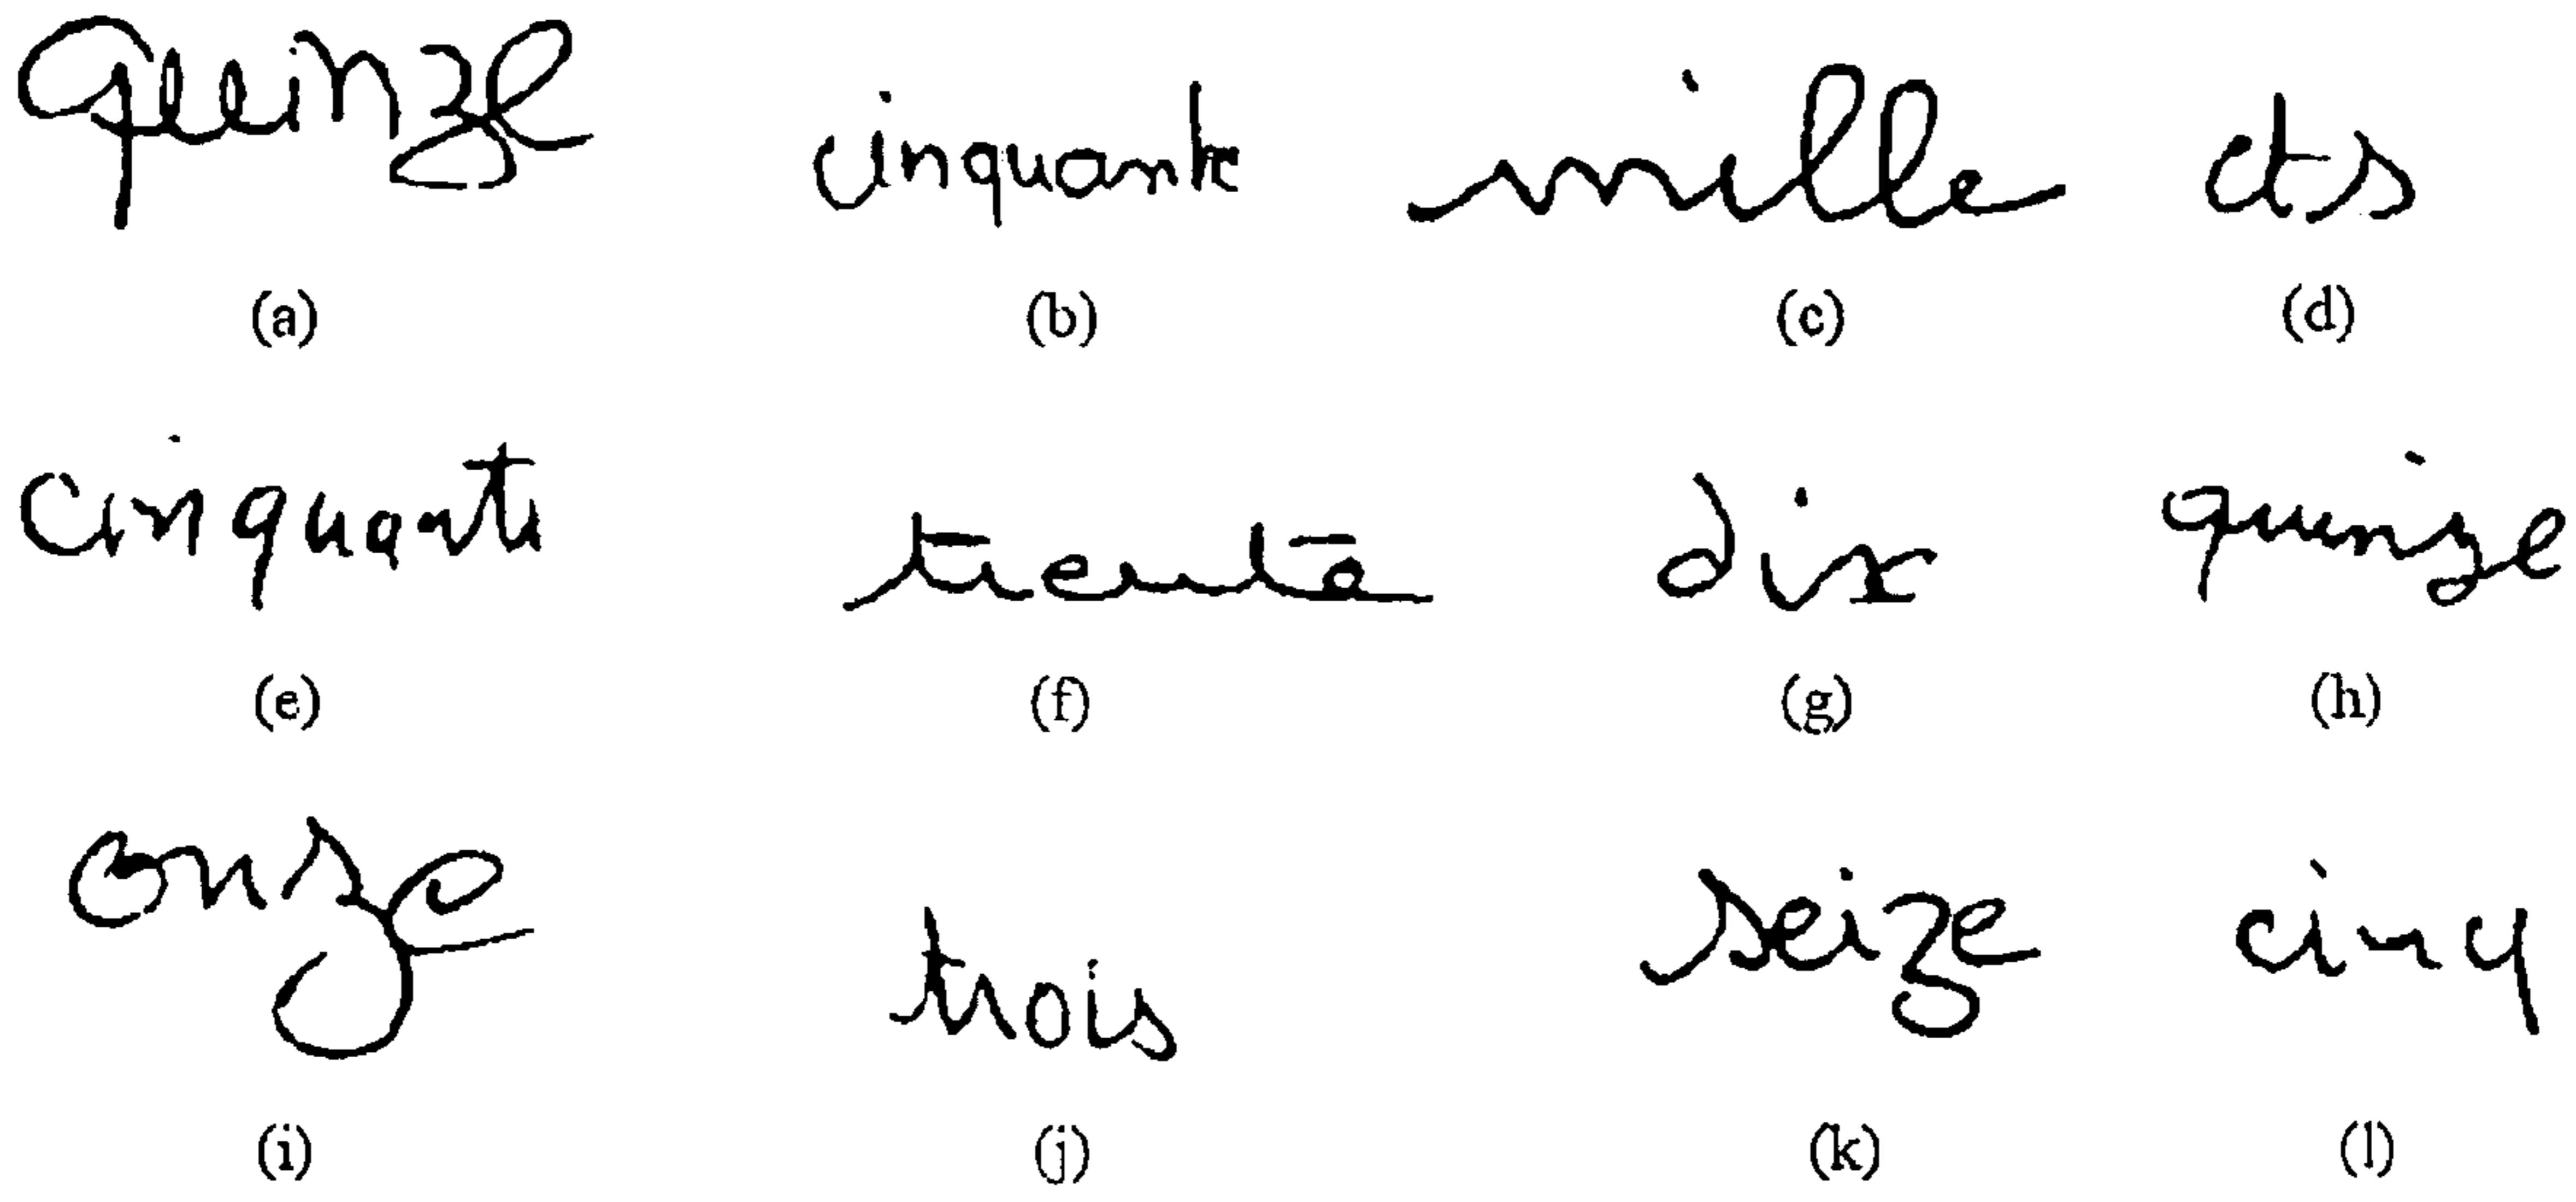 quinze cinquante mille cts
(a) (b) (c) (d)
cinquante trente dix quinze
(e) (f) (g) (h)
onze trois seize cinq
(i) (j) (k) (l)